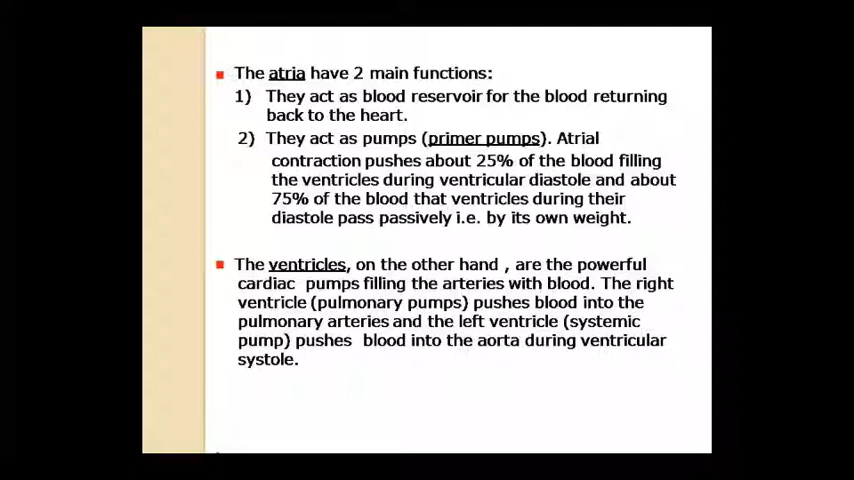 The atria have 2 main functions:
1) They act as blood reservoir for the blood returning
back to the heart.
2) They act as pumps (primer pumps). Atrial
contraction pushes about 25% of the blood filling
the ventricles during ventricular diastole and about
75% of the blood that ventricles during their
diastole pass passively i.e. by its own weight.
The ventricles, on the other hand , are the powerful
cardiac pumps filling the arteries with blood. The right
ventricle (pulmonary pumps) pushes blood into the
pulmonary arteries and the left ventricle (systemic
pump) pushes blood into the aorta during ventricular
systole.